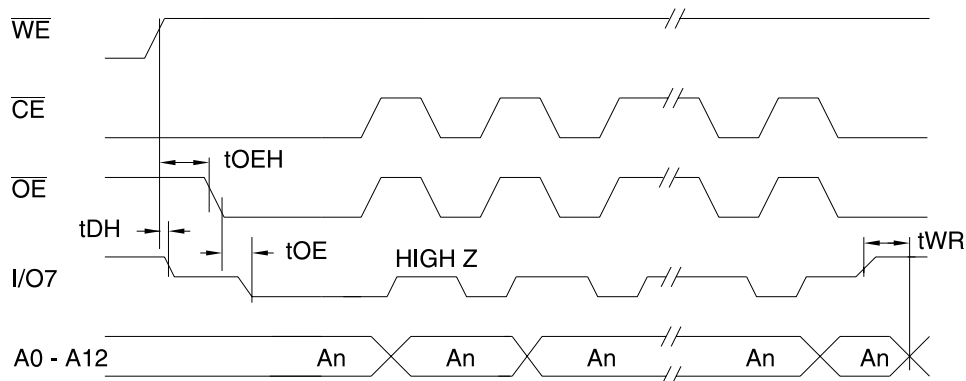 WE
CE
tOEH
OE
tDH
tOE
HIGH Z
tWR
I/O7
A0 - A12 An An An An An